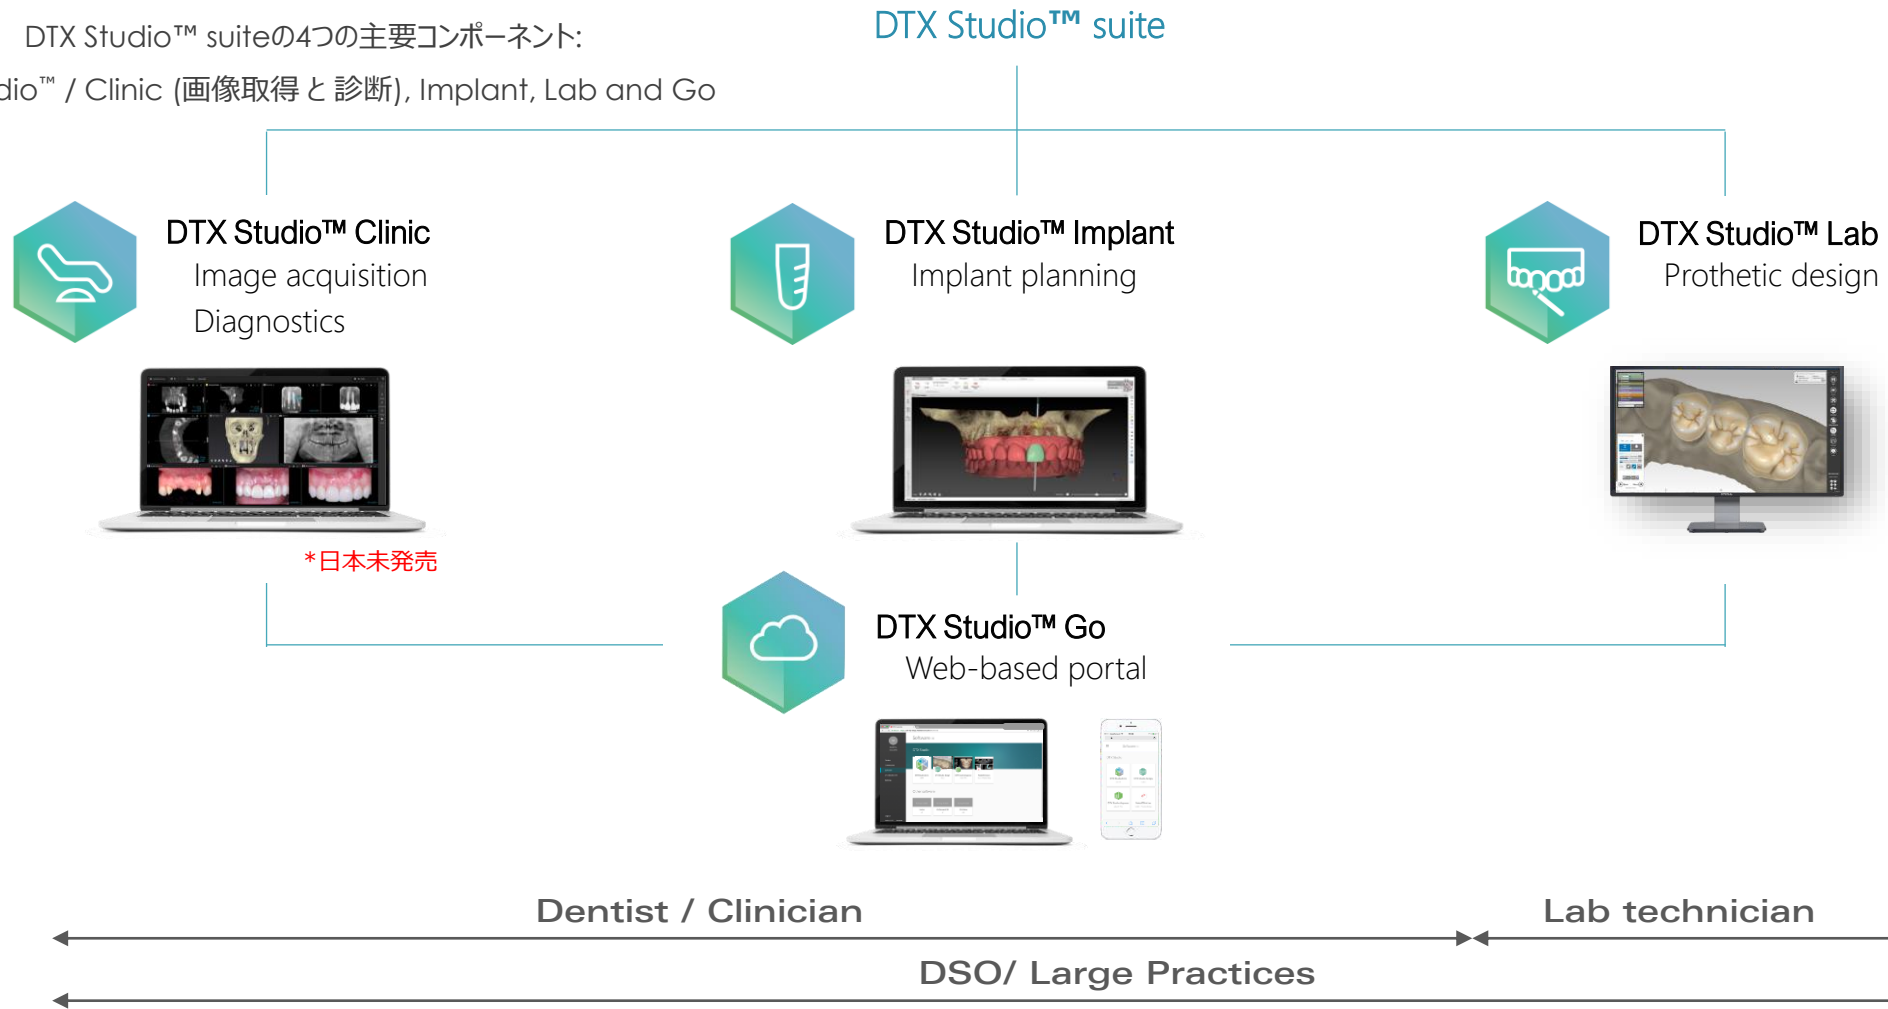 DTX Studio™ suiteの4つの主要コンポーネント:
dio™ / Clinic (画像取得と診断), Implant, Lab and Go
DTX Studio™ suite
DTX Studio™ Clinic
Image acquisition
Diagnostics
*日本未発売
DTX Studio™ Implant
Implant planning
DTX Studio™ Lab
Prothetic design
DTX Studio™ Go
Web-based portal
Dentist / Clinician
Lab technician
DSO/ Large Practices